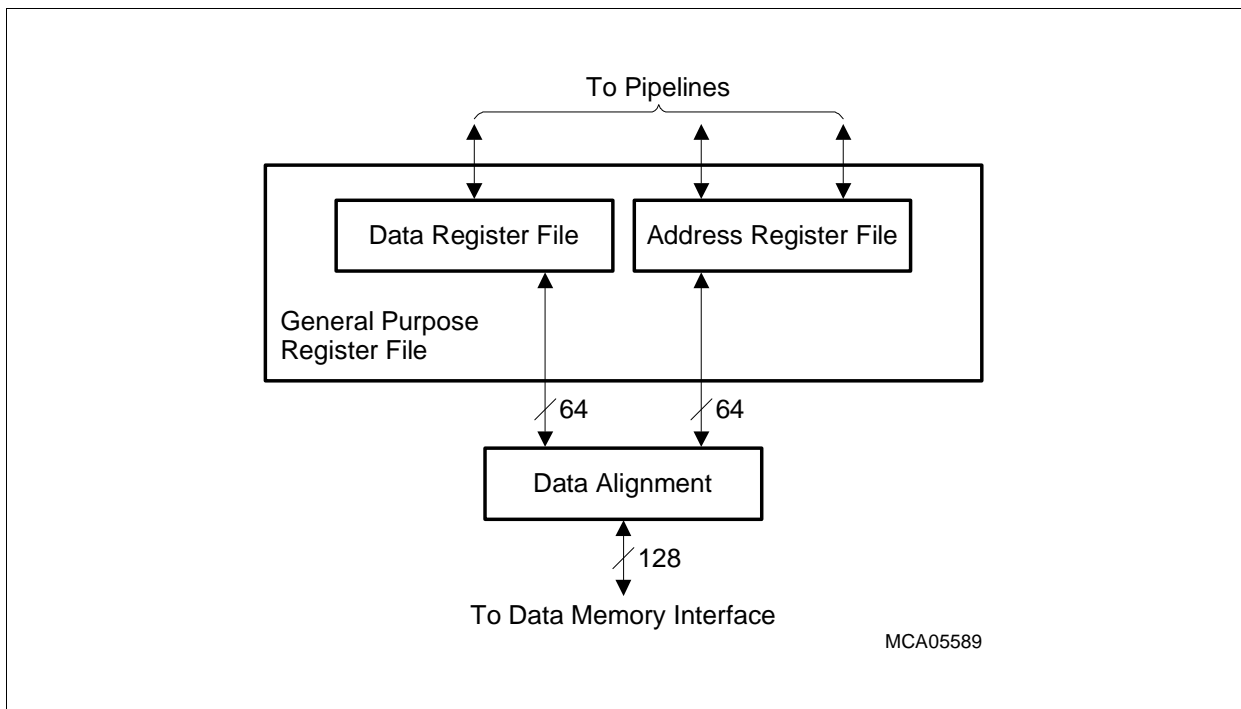 To Pipelines
Data Register File
Address Register File
General Purpose
Register File
64
64
Data Alignment
128
To Data Memory Interface
MCA05589